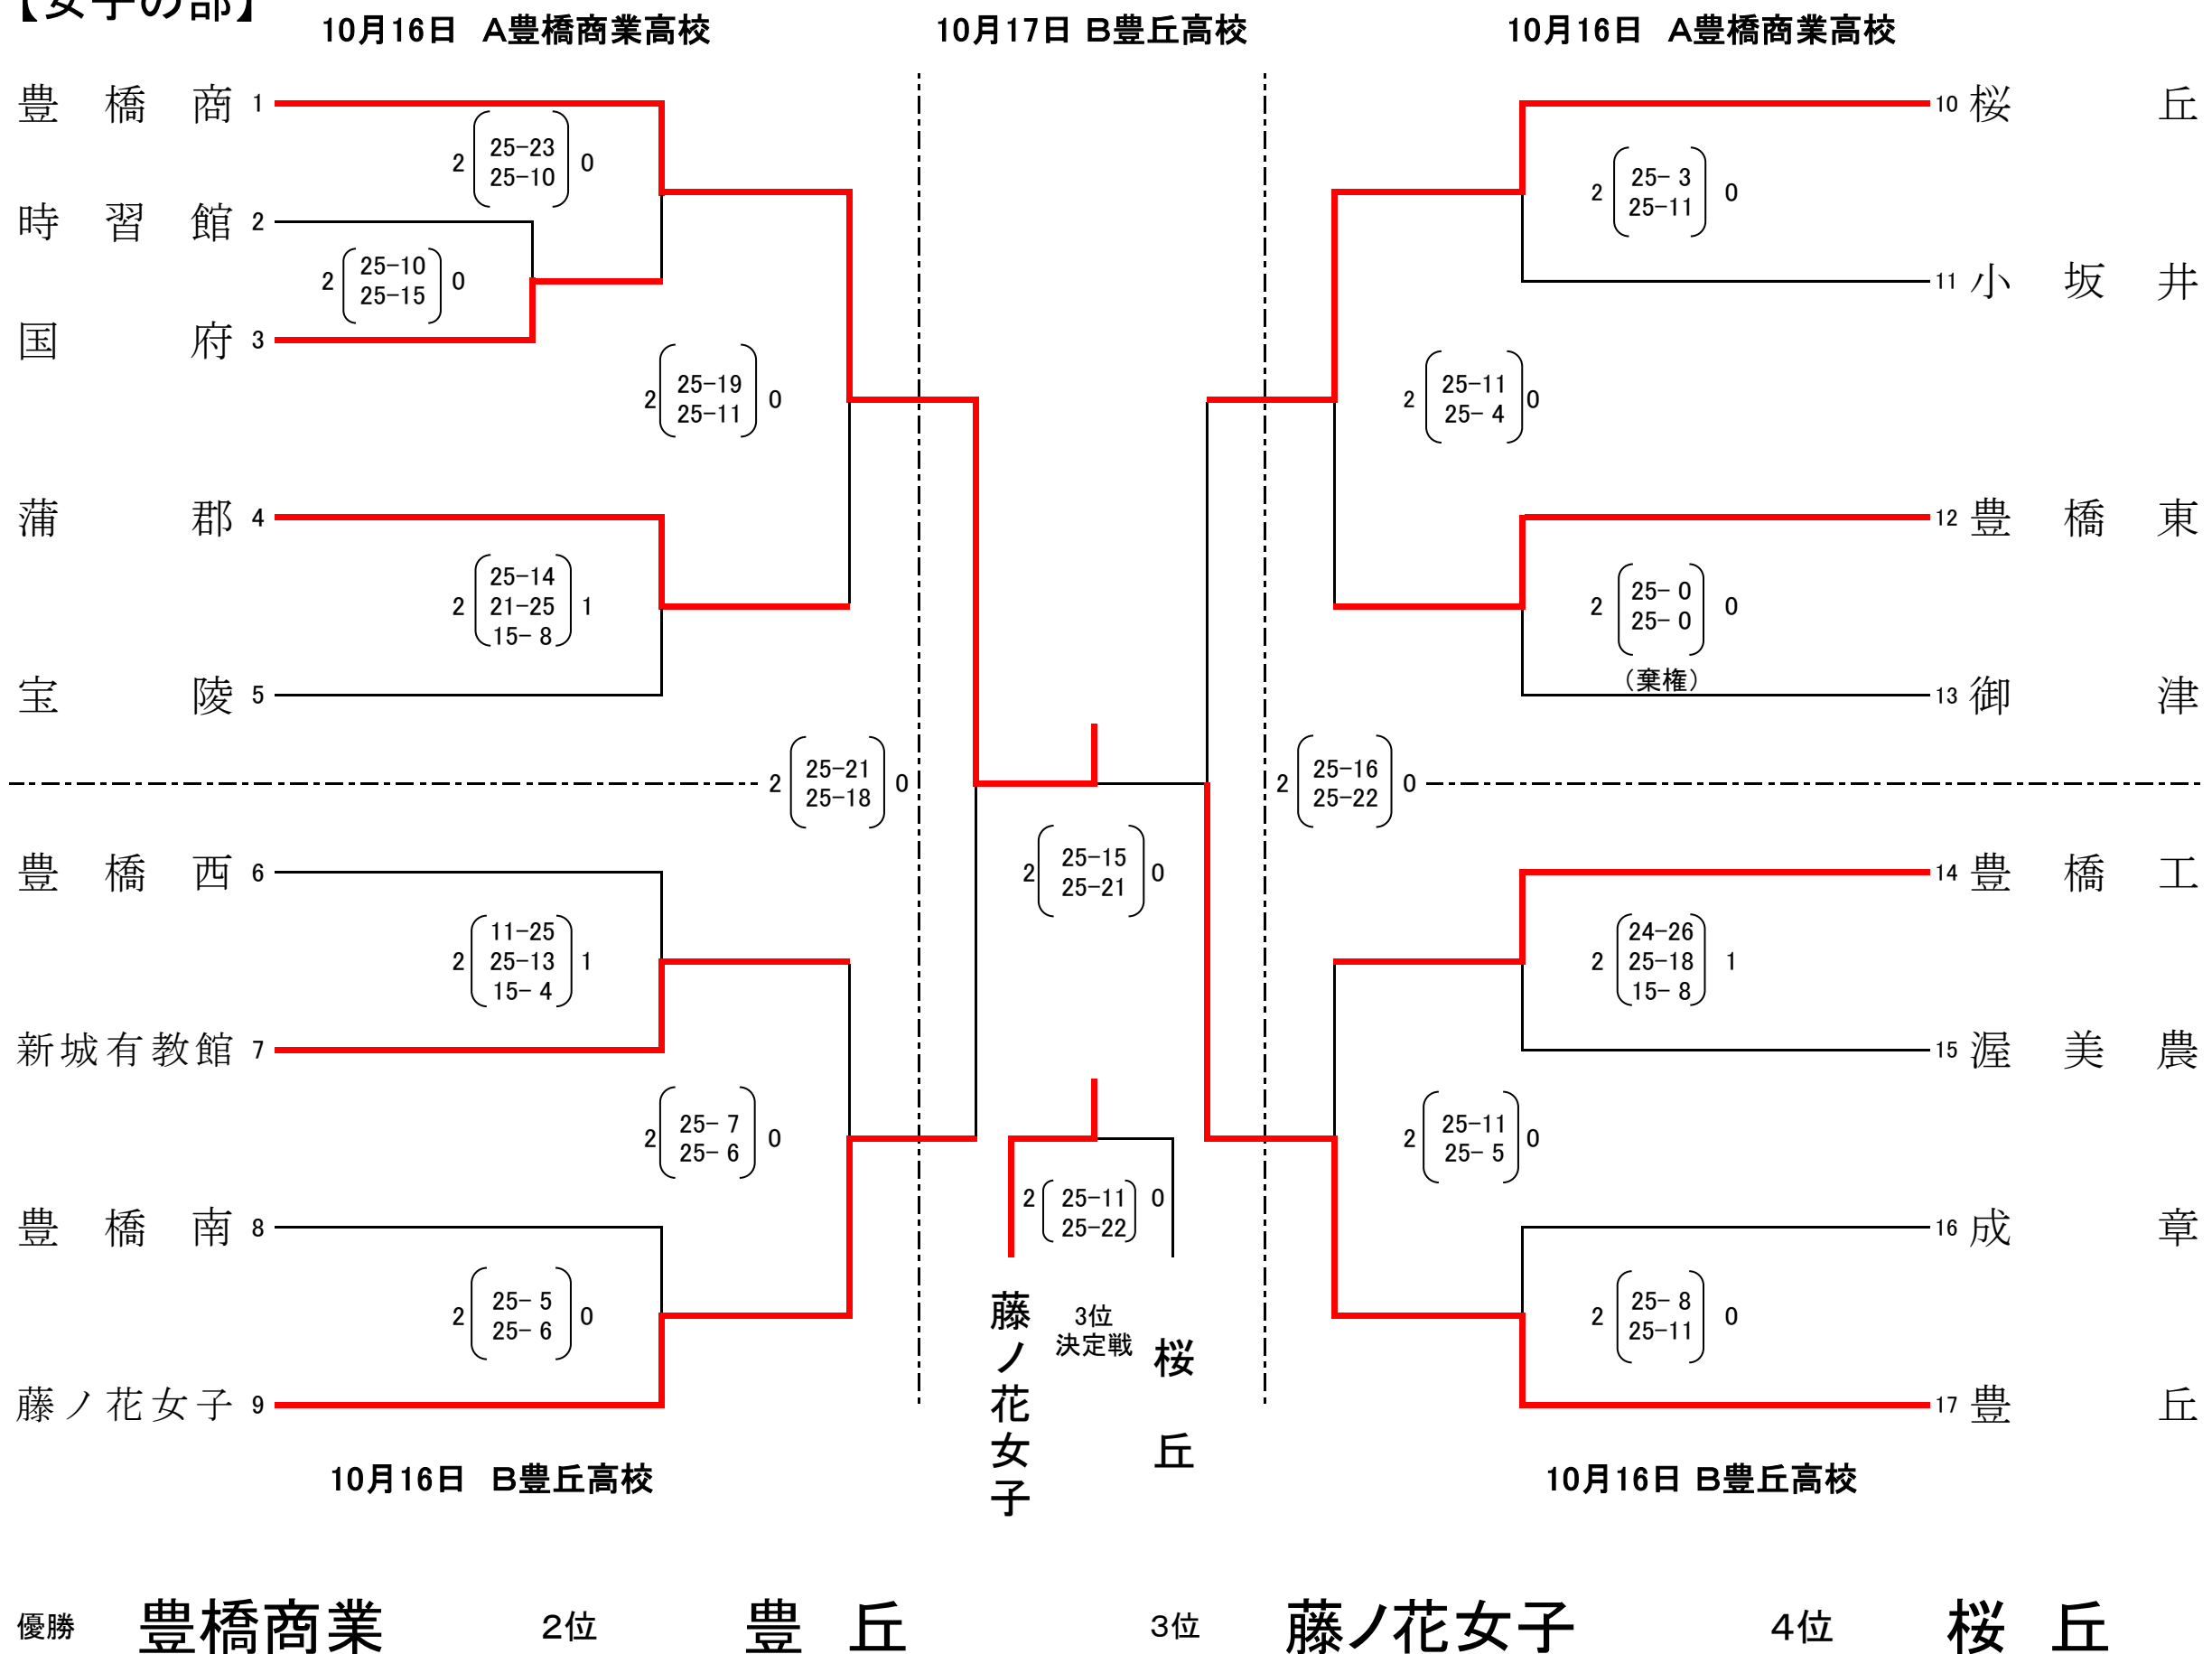 【女子の部】
10月16日 A豊橋商業高校
10月17日 B豊丘高校
10月16日 A豊橋商業高校
豊橋商 1
2 25-23 0
25-10
時習館 2
2 25-10 0
25-15
国府 3
2 25-19 0
25-11
蒲郡 4
25-14
2 21-25 1
15- 8
宝陵 5
2 25-21 0
25-18
豊橋西 6
11-25
2 25-13 1
15- 4
新城有教館 7
2 25- 7 0
25- 6
豊橋南 8
2 25- 5 0
25- 6
藤ノ花女子 9
10月16日 B豊丘高校
2 25-15 0
25-21
2 25-11 0
25-22
3位
決定戦
藤ノ花女子
桜丘
10 桜丘
2 25- 3 0
25-11
11 小坂井
2 25-11 0
25- 4
12 豊橋東
2 25- 0 0
25- 0
(棄権)
13 御津
2 25-16 0
25-22
14 豊橋工
24-26
2 25-18 1
15- 8
15 渥美農
2 25-11 0
25- 5
16 成章
2 25- 8 0
25-11
17 豊丘
10月16日 B豊丘高校
優勝 豊橋商業 2位 豊丘 3位 藤ノ花女子 4位 桜丘